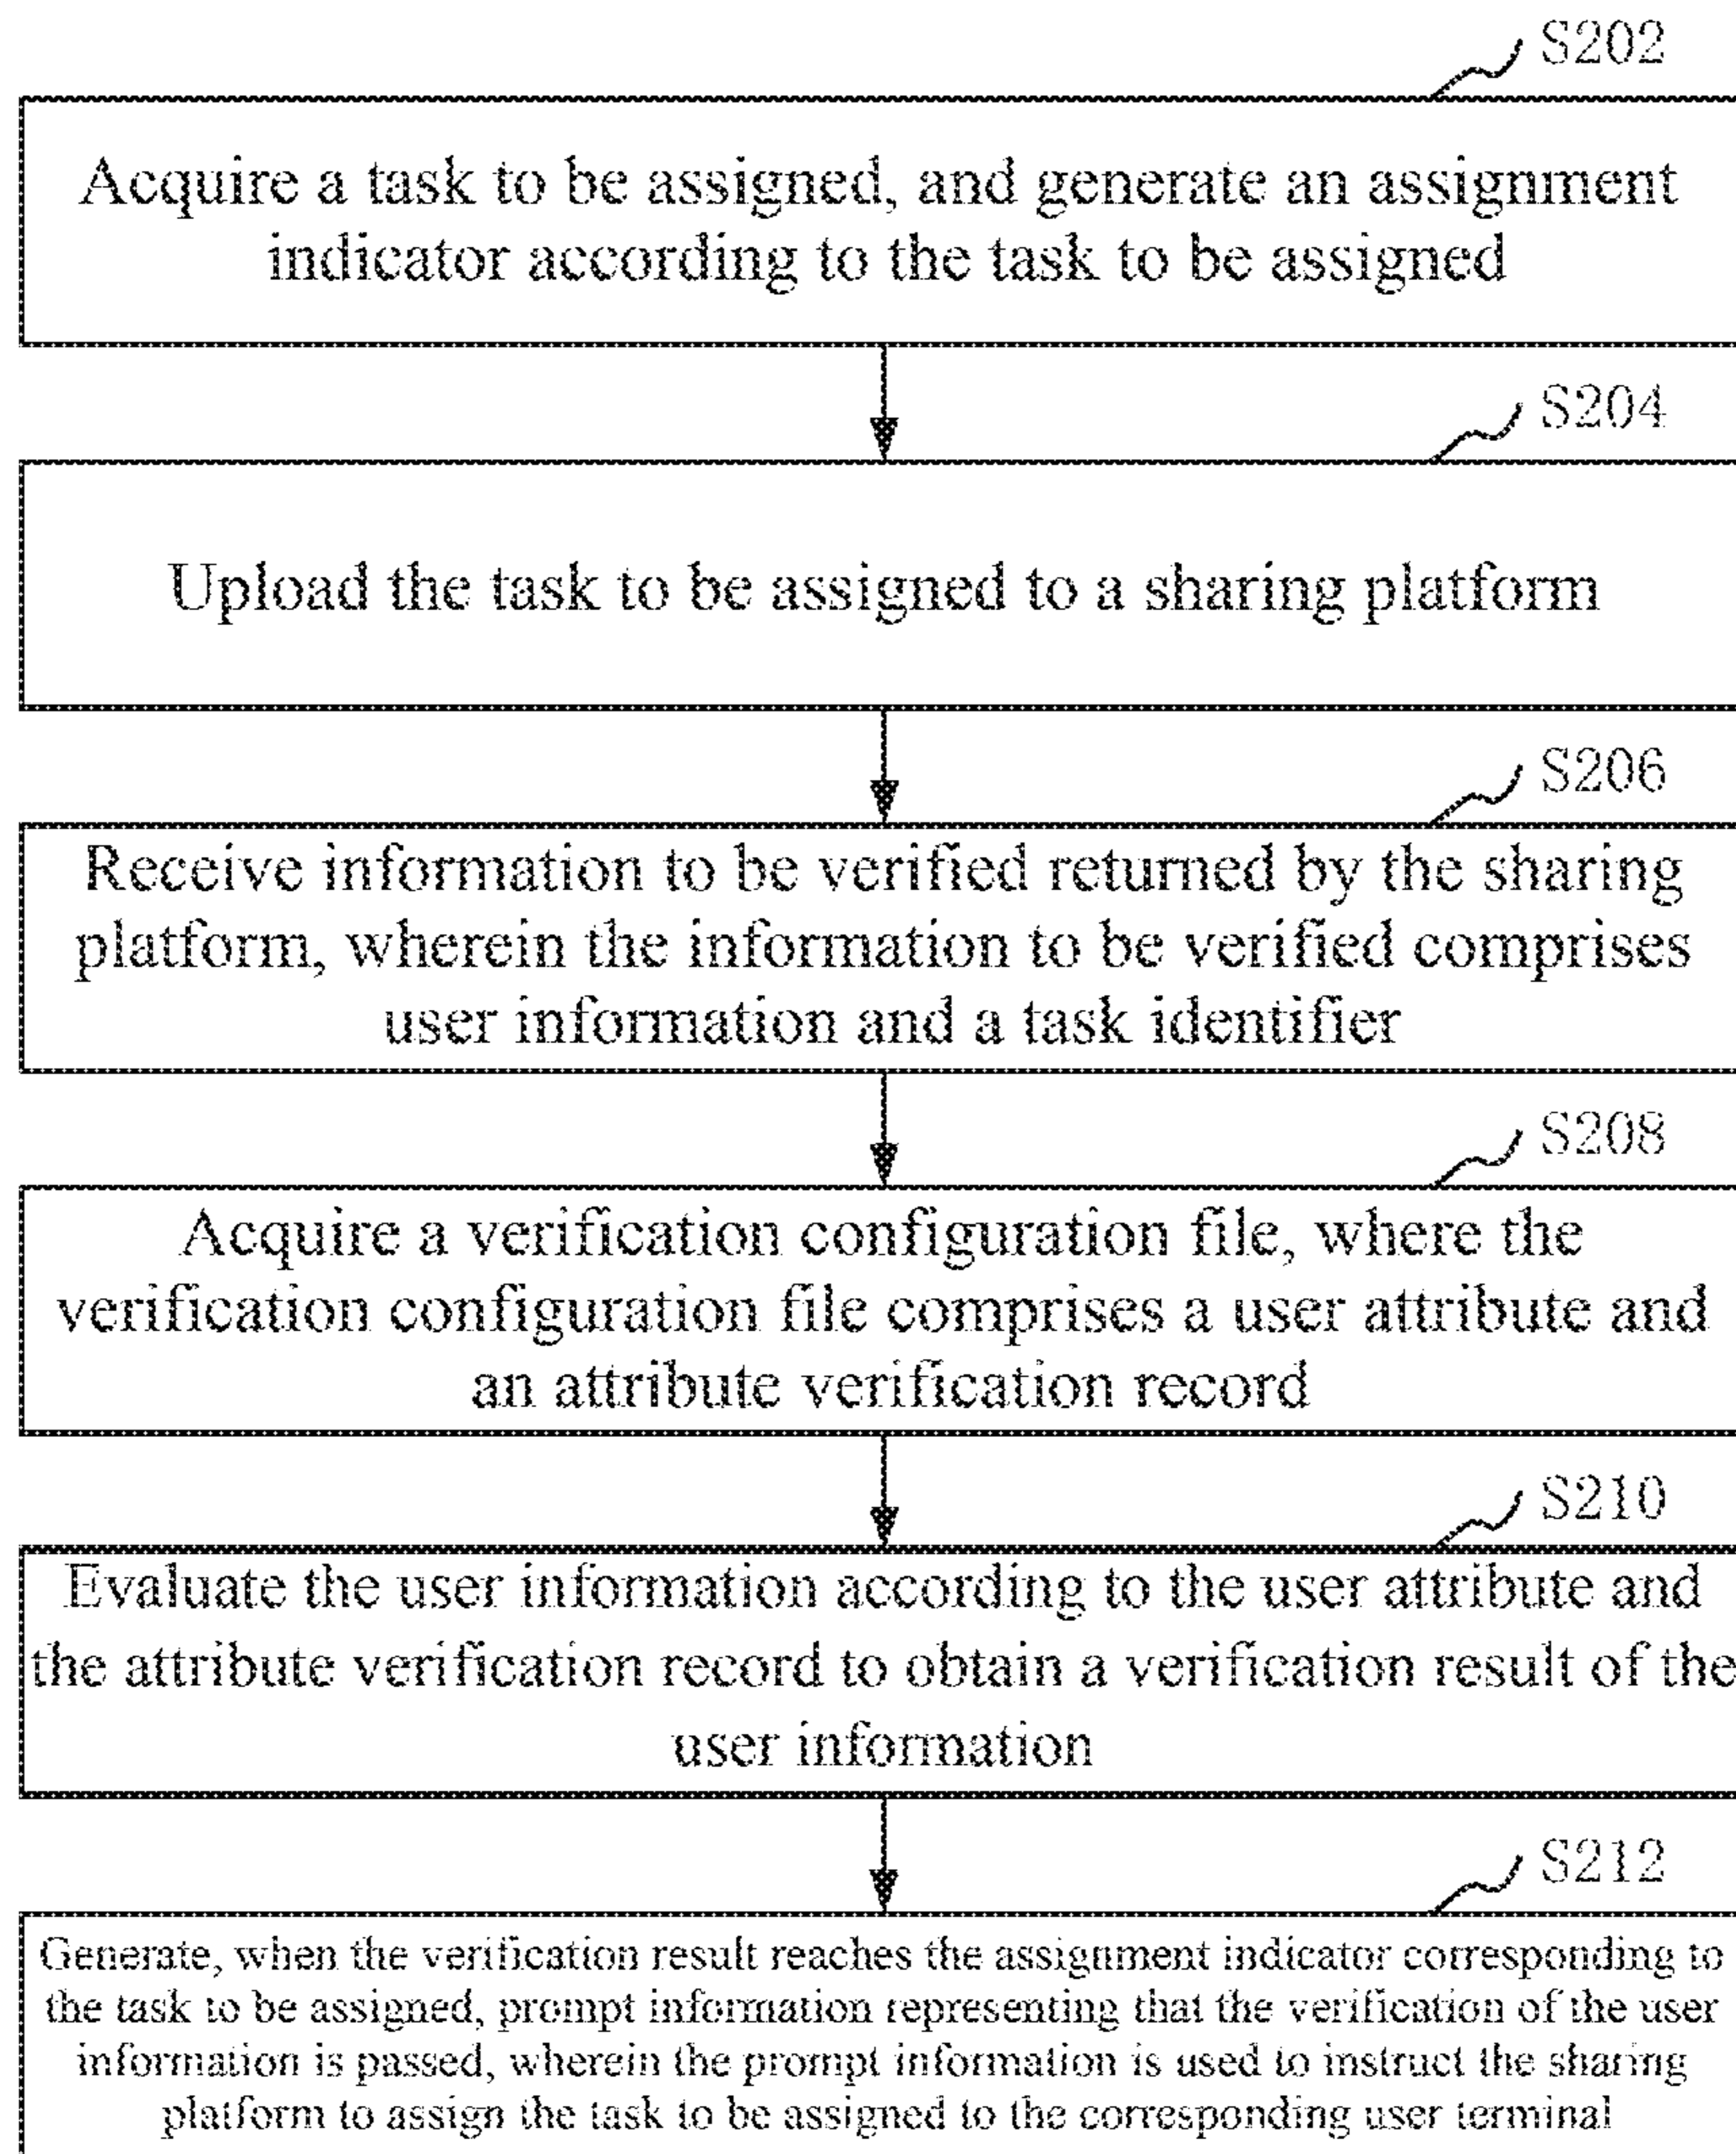 S202
Acquire a task to be assigned, and generate an assignment
indicator according to the task to be assigned
S204
Upload the task to be assigned to a sharing platform
S206
Receive information to be verified returned by the sharing
platform, wherein the information to be verified comprises
user information and a task identifier
S208
Acquire a verification configuration file, where the
verification configuration file comprises a user attribute and
an attribute verification record
S210
Evaluate the user information according to the user attribute and
the attribute verification record to obtain a verification result of the
user information
S212
Generate, when the verification result reaches the assignment indicator corresponding to
the task to be assigned, prompt information representing that the verification of the user
information is passed, wherein the prompt information is used to instruct the sharing
platform to assign the task to be assigned to the corresponding user terminal